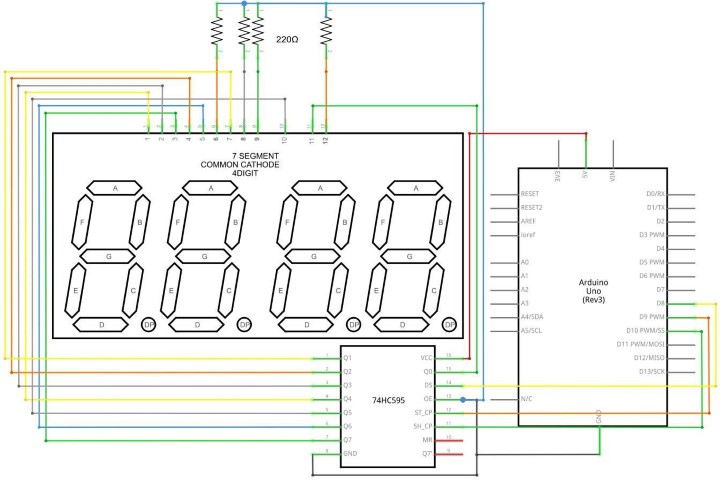 220Ω
1 2 3 4 5 6 7 8 9 10 11 12
7 SEGMENT
COMMON CATHODE
4DIGIT
A A A A
F B F B F B F B
G G G G
E C E C E C E C
D DP D DP D DP D DP
3V3 5V VIN
RESET D0/RX
RESET2 D1/TX
AREF D2
ioref D3 PWM
D4
A0 D5 PWM
A1 D6 PWM
A2 D7
A3 D8
A4/SDA D9 PWM
A5/SCL D10 PWM/SS
D11 PWM/MOSI
D12/MISO
D13/SCK
N/C
GND
Arduino
Uno
(Rev3)
1 Q1 VCC 16
2 Q2 Q0 15
3 Q3 DS 14
4 Q4 OE 13
5 Q5 ST_CP 12
6 Q6 SH_CP 11
7 Q7 MR 10
8 GND Q7' 9
74HC595